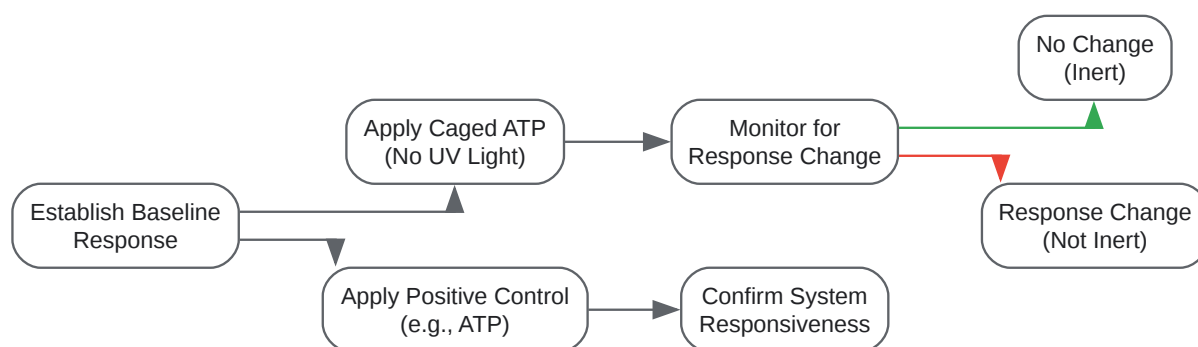 Establish Baseline
Response
Apply Caged ATP
(No UV Light)
Monitor for
Response Change
No Change
(Inert)
Response Change
(Not Inert)
Apply Positive Control
(e.g., ATP)
Confirm System
Responsiveness